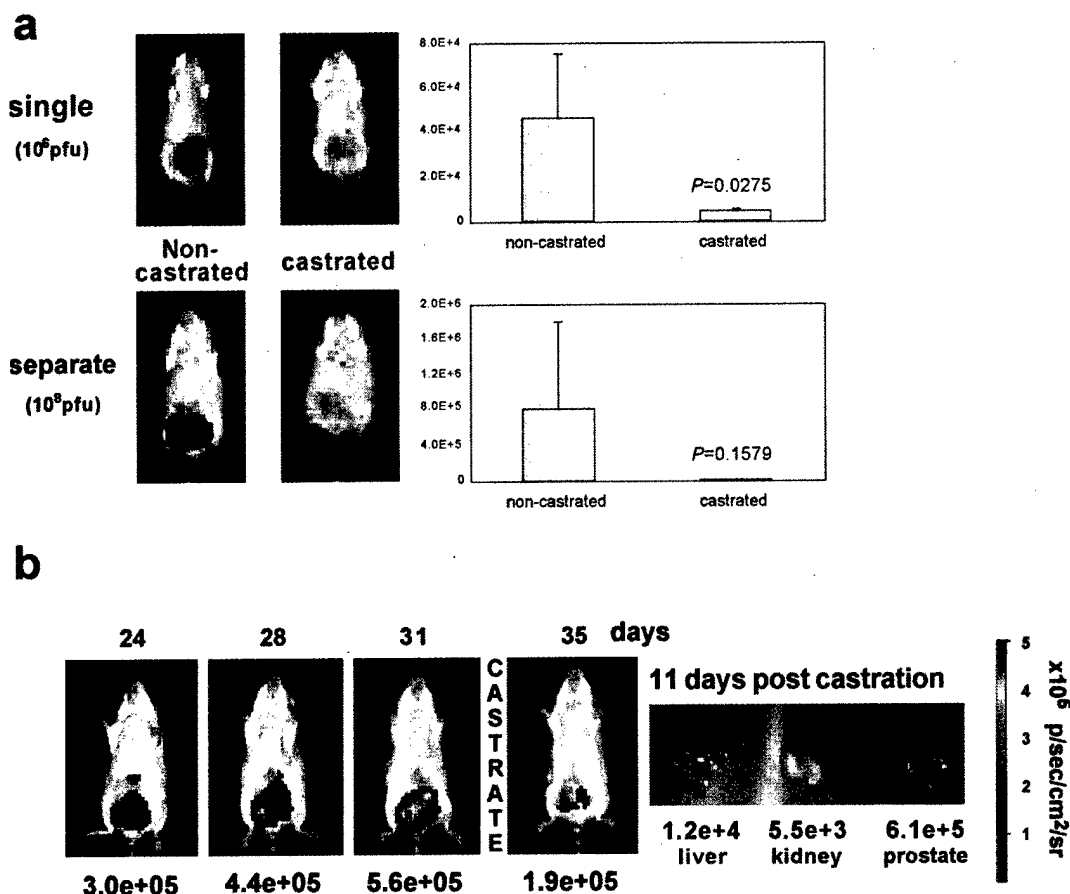 a
single
(10⁶pfu)
8.0E+4
6.0E+4
4.0E+4
2.0E+4
0
P=0.0275
non-castrated
castrated
Non-castrated
castrated
separate
(10⁸pfu)
2.0E+6
1.6E+6
1.2E+6
8.0E+5
4.0E+5
0
P=0.1579
non-castrated
castrated
b
24
28
31
35 days
CASTRATE
11 days post castration
3.0e+05
4.4e+05
5.6e+05
1.9e+05
1.2e+4
liver
5.5e+3
kidney
6.1e+5
prostate
5
4
3
2
1
p/sec/cm²/sr